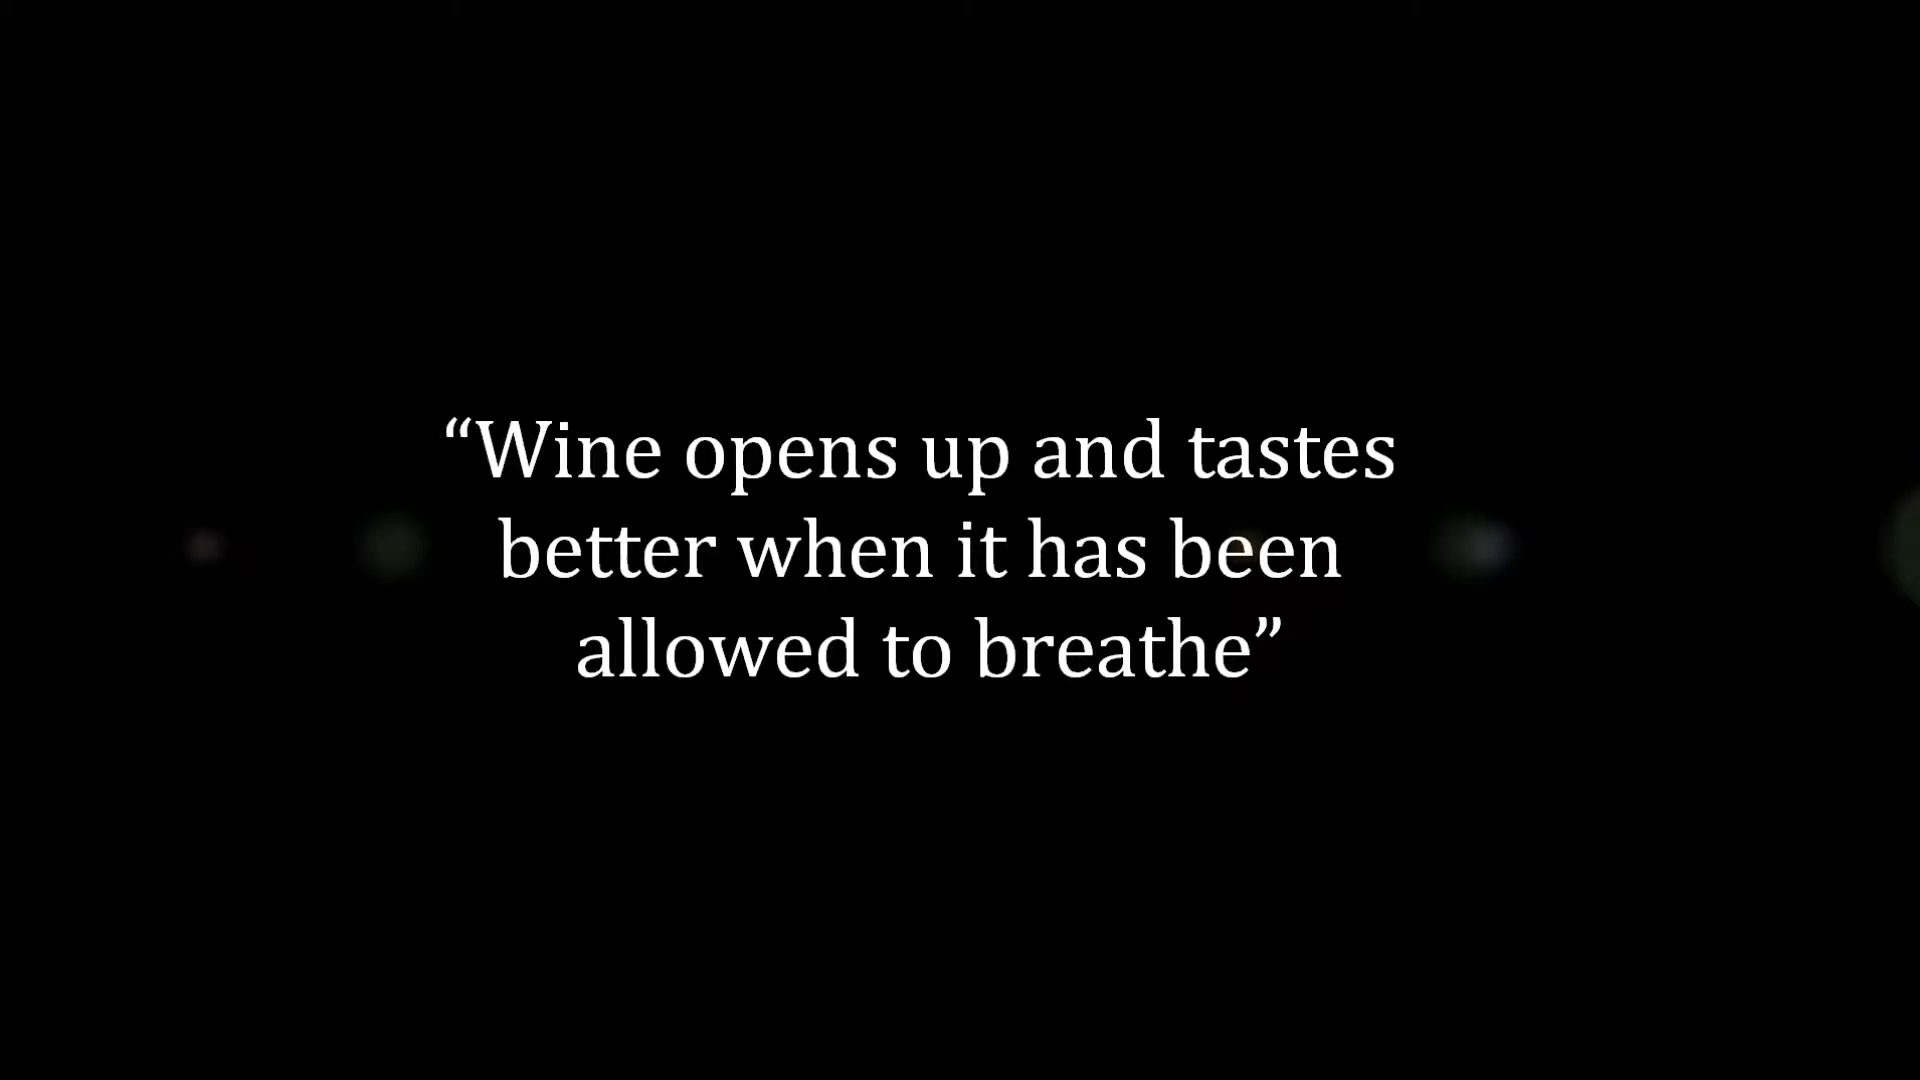 “Wine opens up and tastes
better when it has been
allowed to breathe”